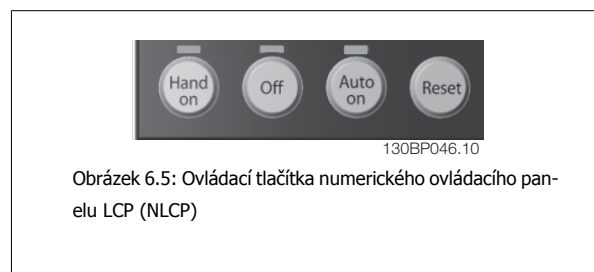 Hand on
Off
Auto on
Reset
130BP046.10
Obrázek 6.5: Ovládací tlačítka numerického ovládacího pan-
elu LCP (NLCP)